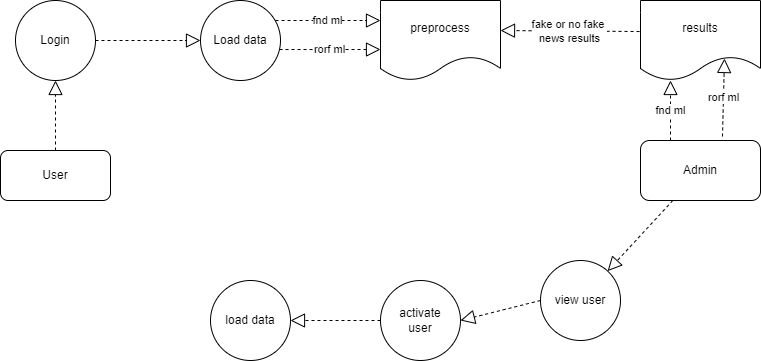 Login
Load data
fnd ml
rorf ml
preprocess
fake or no fake
news results
results
fnd ml
rorf ml
User
Admin
load data
activate
user
view user